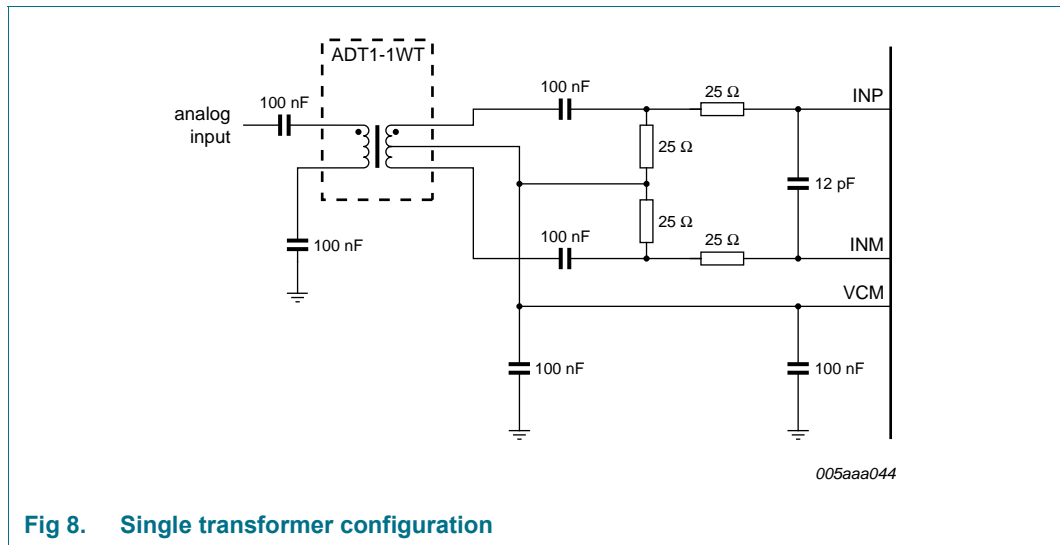 ADT1-1WT
100 nF
analog
input
100 nF
100 nF
25 Ω
INP
25 Ω
12 pF
25 Ω
100 nF
25 Ω
INM
VCM
100 nF
100 nF
005aaa044
Fig 8. Single transformer configuration